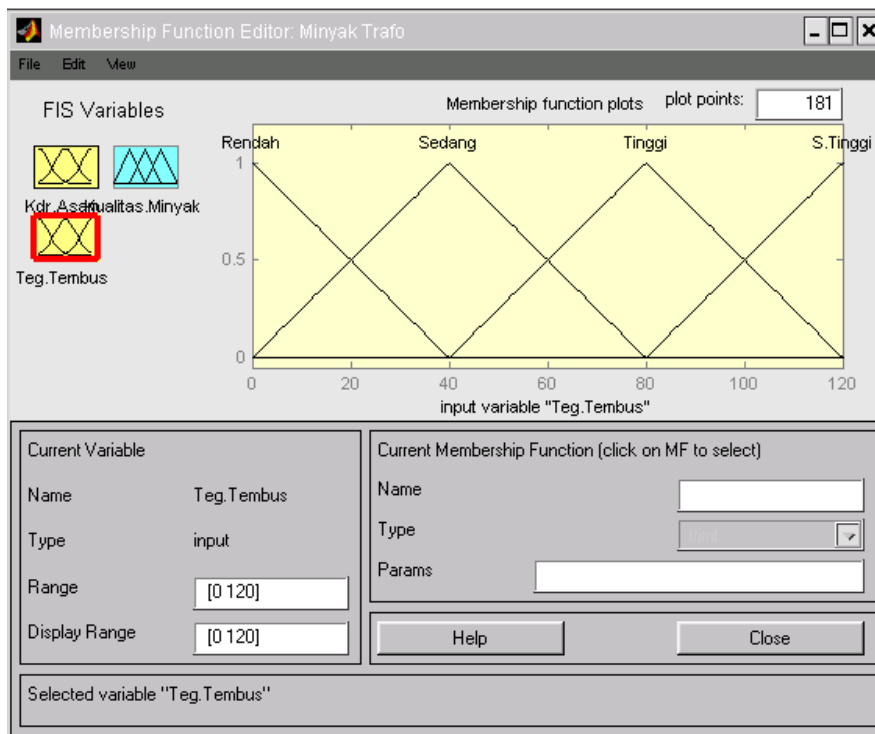 Membership Function Editor: Minyak Trafo
File Edit View
FIS Variables
Membership function plots plot points: 181
Rendah Sedang Tinggi S.Tinggi
Kualitas.Minyak
Teg.Tembus
1
0.5
0
0 20 40 60 80 100 120
input variable "Teg.Tembus"
Current Variable
Name Teg.Tembus
Type input
Range [0 120]
Display Range [0 120]
Current Membership Function (click on MF to select)
Name
Type
Params
Help Close
Selected variable "Teg.Tembus"